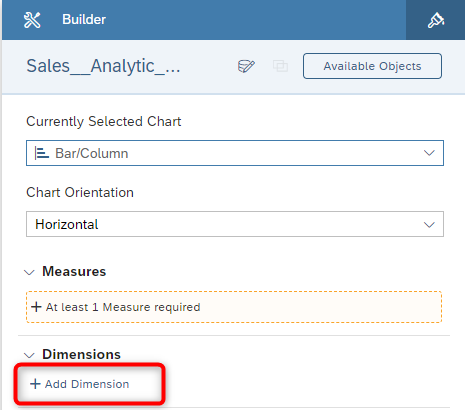 Builder
Sales__Analytic_...
Available Objects
Currently Selected Chart
Bar/Column
Chart Orientation
Horizontal
Measures
+ At least 1 Measure required
Dimensions
+ Add Dimension